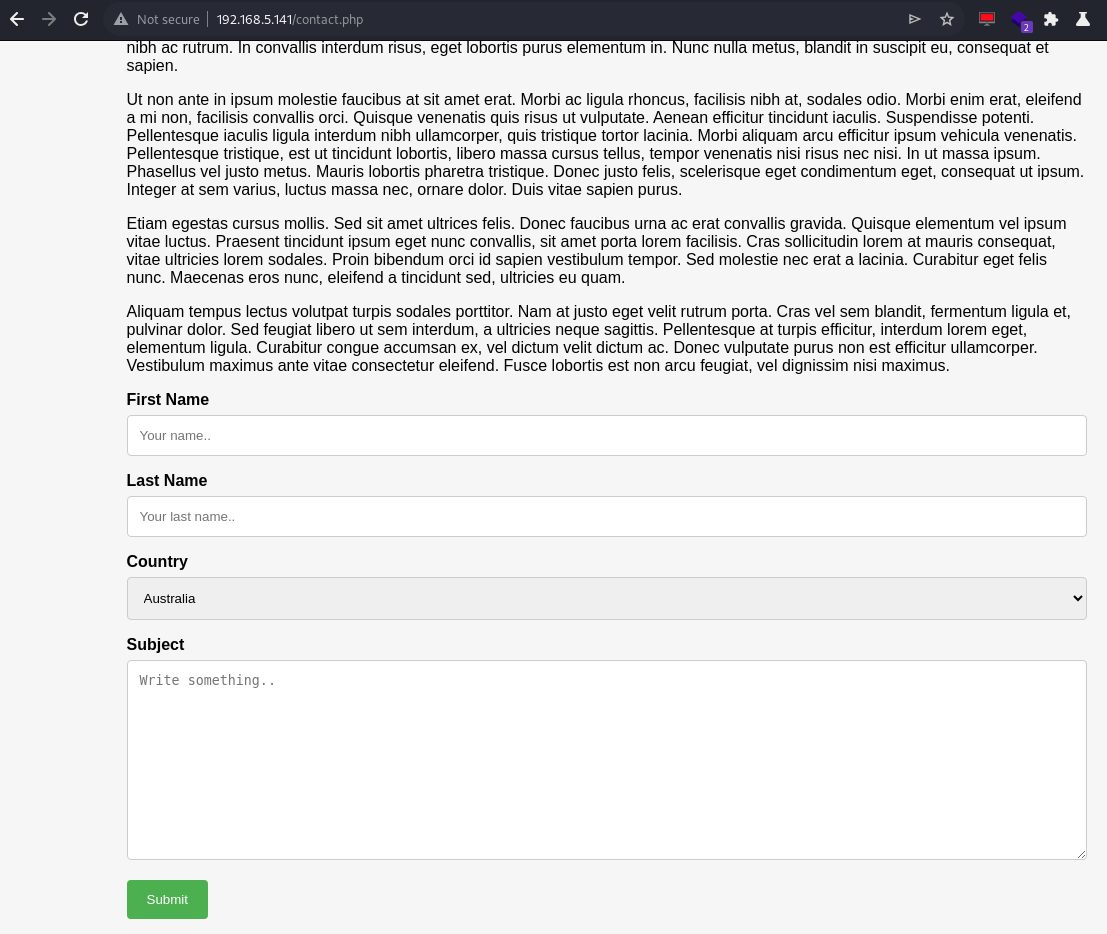 Not secure | 192.168.5.141/contact.php
2
nibh ac rutrum. In convallis interdum risus, eget lobortis purus elementum in. Nunc nulla metus, blandit in suscipit eu, consequat et
sapien.
Ut non ante in ipsum molestie faucibus at sit amet erat. Morbi ac ligula rhoncus, facilisis nibh at, sodales odio. Morbi enim erat, eleifend
a mi non, facilisis convallis orci. Quisque venenatis quis risus ut vulputate. Aenean efficitur tincidunt iaculis. Suspendisse potenti.
Pellentesque iaculis ligula interdum nibh ullamcorper, quis tristique tortor lacinia. Morbi aliquam arcu efficitur ipsum vehicula venenatis.
Pellentesque tristique, est ut tincidunt lobortis, libero massa cursus tellus, tempor venenatis nisi risus nec nisi. In ut massa ipsum.
Phasellus vel justo metus. Mauris lobortis pharetra tristique. Donec justo felis, scelerisque eget condimentum eget, consequat ut ipsum.
Integer at sem varius, luctus massa nec, ornare dolor. Duis vitae sapien purus.
Etiam egestas cursus mollis. Sed sit amet ultrices felis. Donec faucibus urna ac erat convallis gravida. Quisque elementum vel ipsum
vitae luctus. Praesent tincidunt ipsum eget nunc convallis, sit amet porta lorem facilisis. Cras sollicitudin lorem at mauris consequat,
vitae ultricies lorem sodales. Proin bibendum orci id sapien vestibulum tempor. Sed molestie nec erat a lacinia. Curabitur eget felis
nunc. Maecenas eros nunc, eleifend a tincidunt sed, ultricies eu quam.
Aliquam tempus lectus volutpat turpis sodales porttitor. Nam at justo eget velit rutrum porta. Cras vel sem blandit, fermentum ligula et,
pulvinar dolor. Sed feugiat libero ut sem interdum, a ultricies neque sagittis. Pellentesque at turpis efficitur, interdum lorem eget,
elementum ligula. Curabitur congue accumsan ex, vel dictum velit dictum ac. Donec vulputate purus non est efficitur ullamcorper.
Vestibulum maximus ante vitae consectetur eleifend. Fusce lobortis est non arcu feugiat, vel dignissim nisi maximus.
First Name
Your name..
Last Name
Your last name..
Country
Australia
Subject
Write something..
Submit